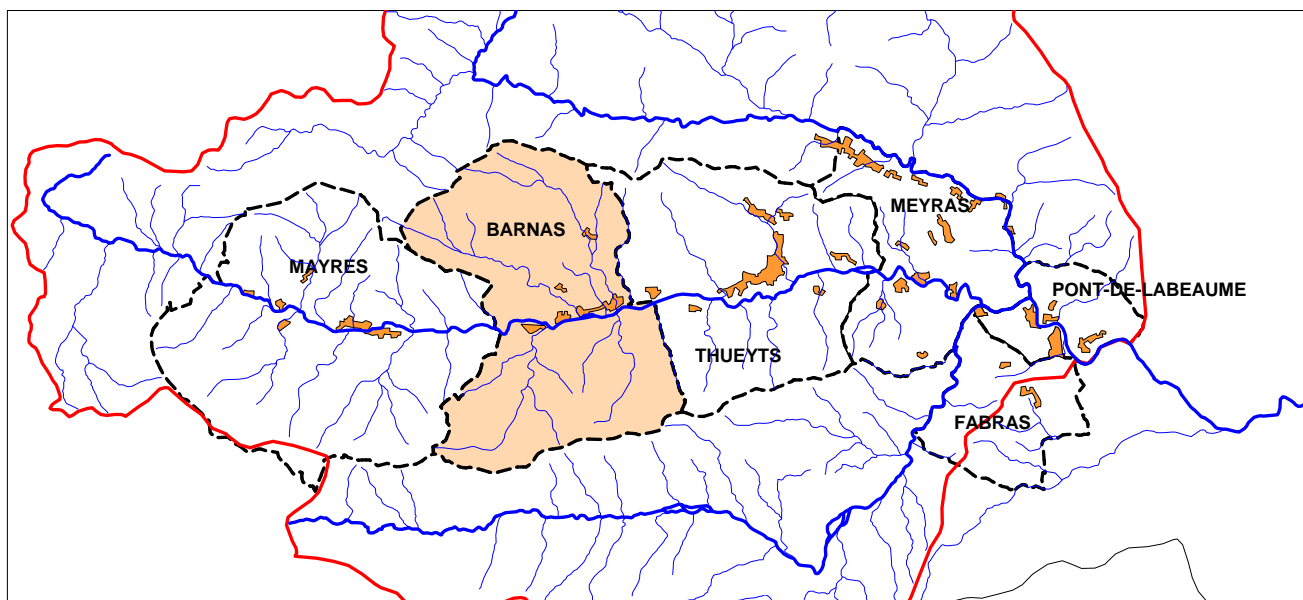 MEYRAS
BARNAS
MAYRES
PONT-DE-LABEAUME
THUEYTS
FABRAS